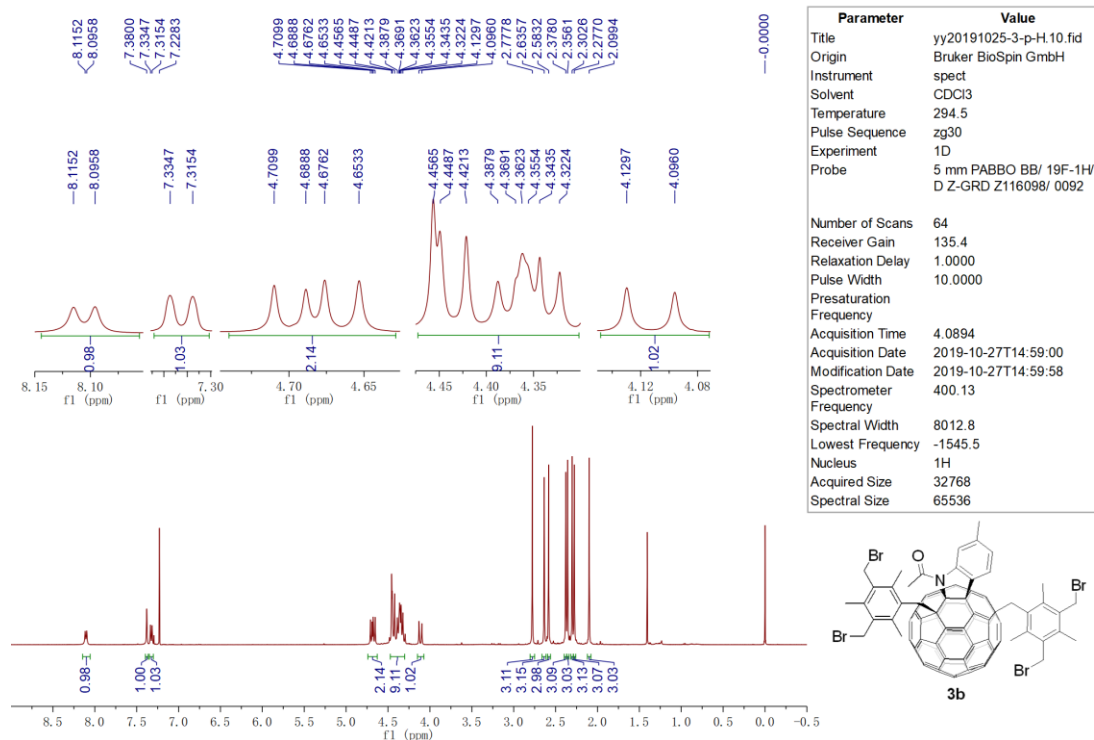 8.1152
8.0958
7.3800
7.3347
7.3154
7.2283
4.7099
4.6888
4.6762
4.6533
4.4565
4.4487
4.4213
4.3879
4.3691
4.3623
4.3554
4.3435
4.3224
4.1297
4.0960
2.7778
2.6357
2.5832
2.3780
2.3561
2.3026
2.2770
2.0994
-0.0000
8.1152
8.0958
7.3347
7.3154
4.7099
4.6888
4.6762
4.6533
4.4565
4.4487
4.4213
4.3879
4.3691
4.3623
4.3554
4.3435
4.3224
4.1297
4.0960
0.98
1.03
2.14
9.11
1.02
8.15 8.10
7.30
4.70 4.65
4.45 4.40 4.35
4.12 4.08
f1 (ppm)
f1 (ppm)
f1 (ppm)
f1 (ppm)
f1 (ppm)
0.98
1.00
1.03
2.14
9.11
1.02
3.11
3.15
2.98
3.09
3.03
3.13
3.07
3.03
8.0 7.5 7.0 6.5 6.0 5.5 5.0 4.5 4.0 3.5 3.0 2.5 2.0 1.5 1.0 0.5 0.0 -0.5
f1 (ppm)
Parameter Value
Title yy20191025-3-p-H.10.fid
Origin Bruker BioSpin GmbH
Instrument spect
Solvent CDCl3
Temperature 294.5
Pulse Sequence zg30
Experiment 1D
Probe 5 mm PABBO BB/ 19F-1H/
D Z-GRD Z116098/ 0092
Number of Scans 64
Receiver Gain 135.4
Relaxation Delay 1.0000
Pulse Width 10.0000
Presaturation
Frequency
Acquisition Time 4.0894
Acquisition Date 2019-10-27T14:59:00
Modification Date 2019-10-27T14:59:58
Spectrometer 400.13
Frequency
Spectral Width 8012.8
Lowest Frequency -1545.5
Nucleus 1H
Acquired Size 32768
Spectral Size 65536
Br
O
N
Br
Br
Br
3b